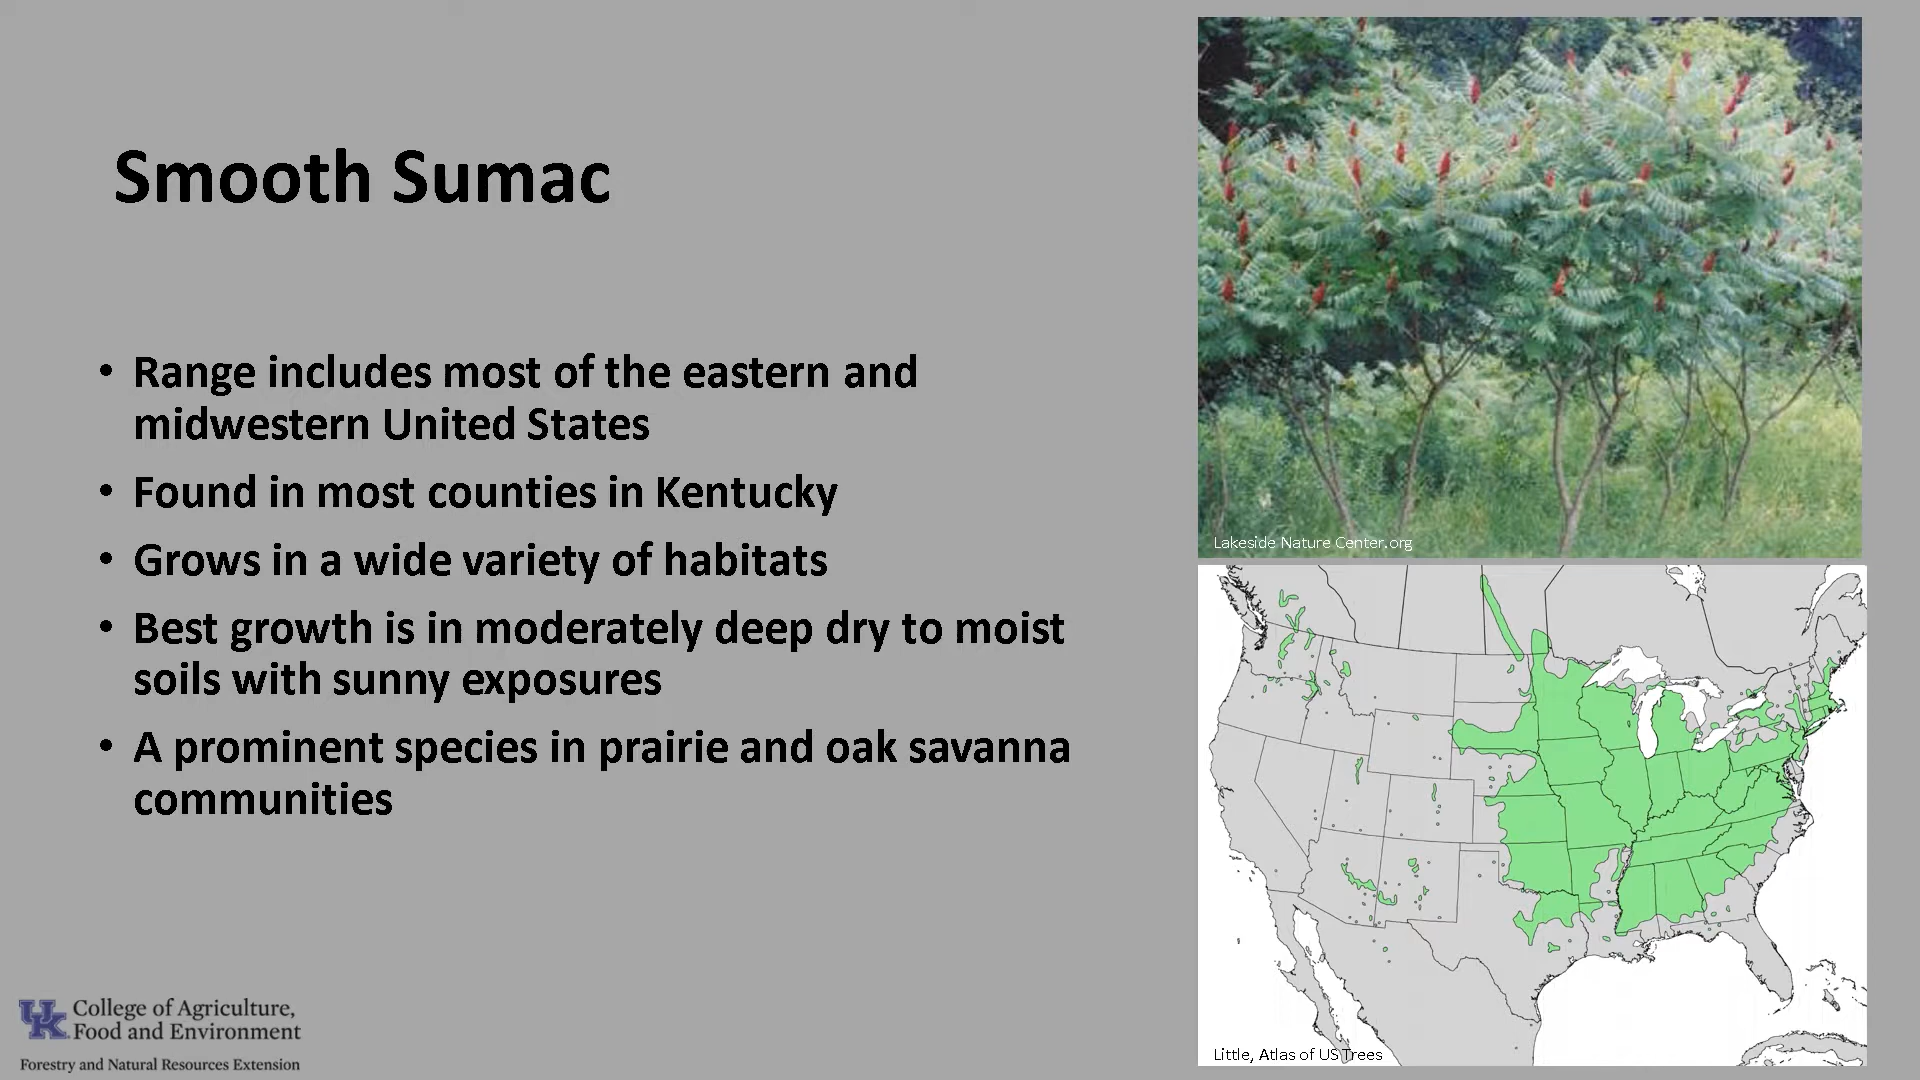 Smooth Sumac
• Range includes most of the eastern and
midwestern United States
• Found in most counties in Kentucky
• Grows in a wide variety of habitats
• Best growth is in moderately deep dry to moist
soils with sunny exposures
• A prominent species in prairie and oak savanna
communities
Lakeside Nature Center.org
Little, Atlas of US Trees
UK College of Agriculture,
Food and Environment
Forestry and Natural Resources Extension